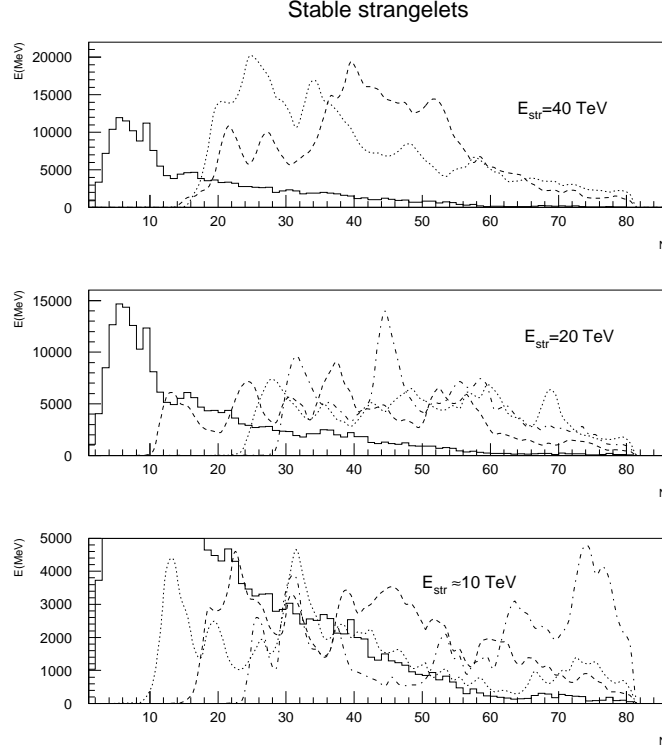 Stable strangelets
E(MeV)
20000
15000
10000
5000
0
E_str=40 TeV
10 20 30 40 50 60 70 80
N
E(MeV)
15000
10000
5000
0
E_str=20 TeV
10 20 30 40 50 60 70 80
N
E(MeV)
5000
4000
3000
2000
1000
0
E_str≈10 TeV
10 20 30 40 50 60 70 80
N